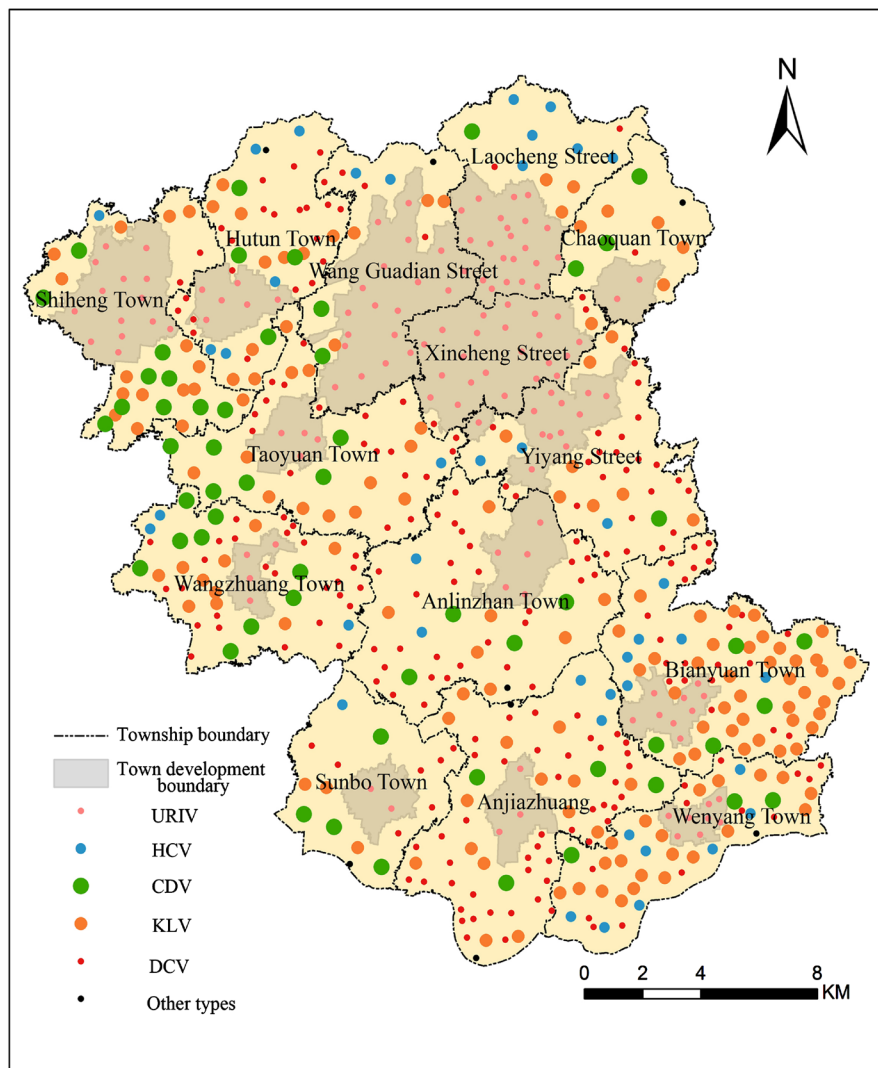 N
Laocheng Street
Hutun Town
Chaoquan Town
Wang Guadian Street
Shiheng Town
Xincheng Street
Taoyuan Town
Yiyang Street
Wangzhuang Town
Anlinzhan Town
Bianyuan Town
Sunbo Town
Anjiazhuang
Wenyang Town
Township boundary
Town development
boundary
URIV
HCV
CDV
KLV
DCV
Other types
0 2 4 8
KM